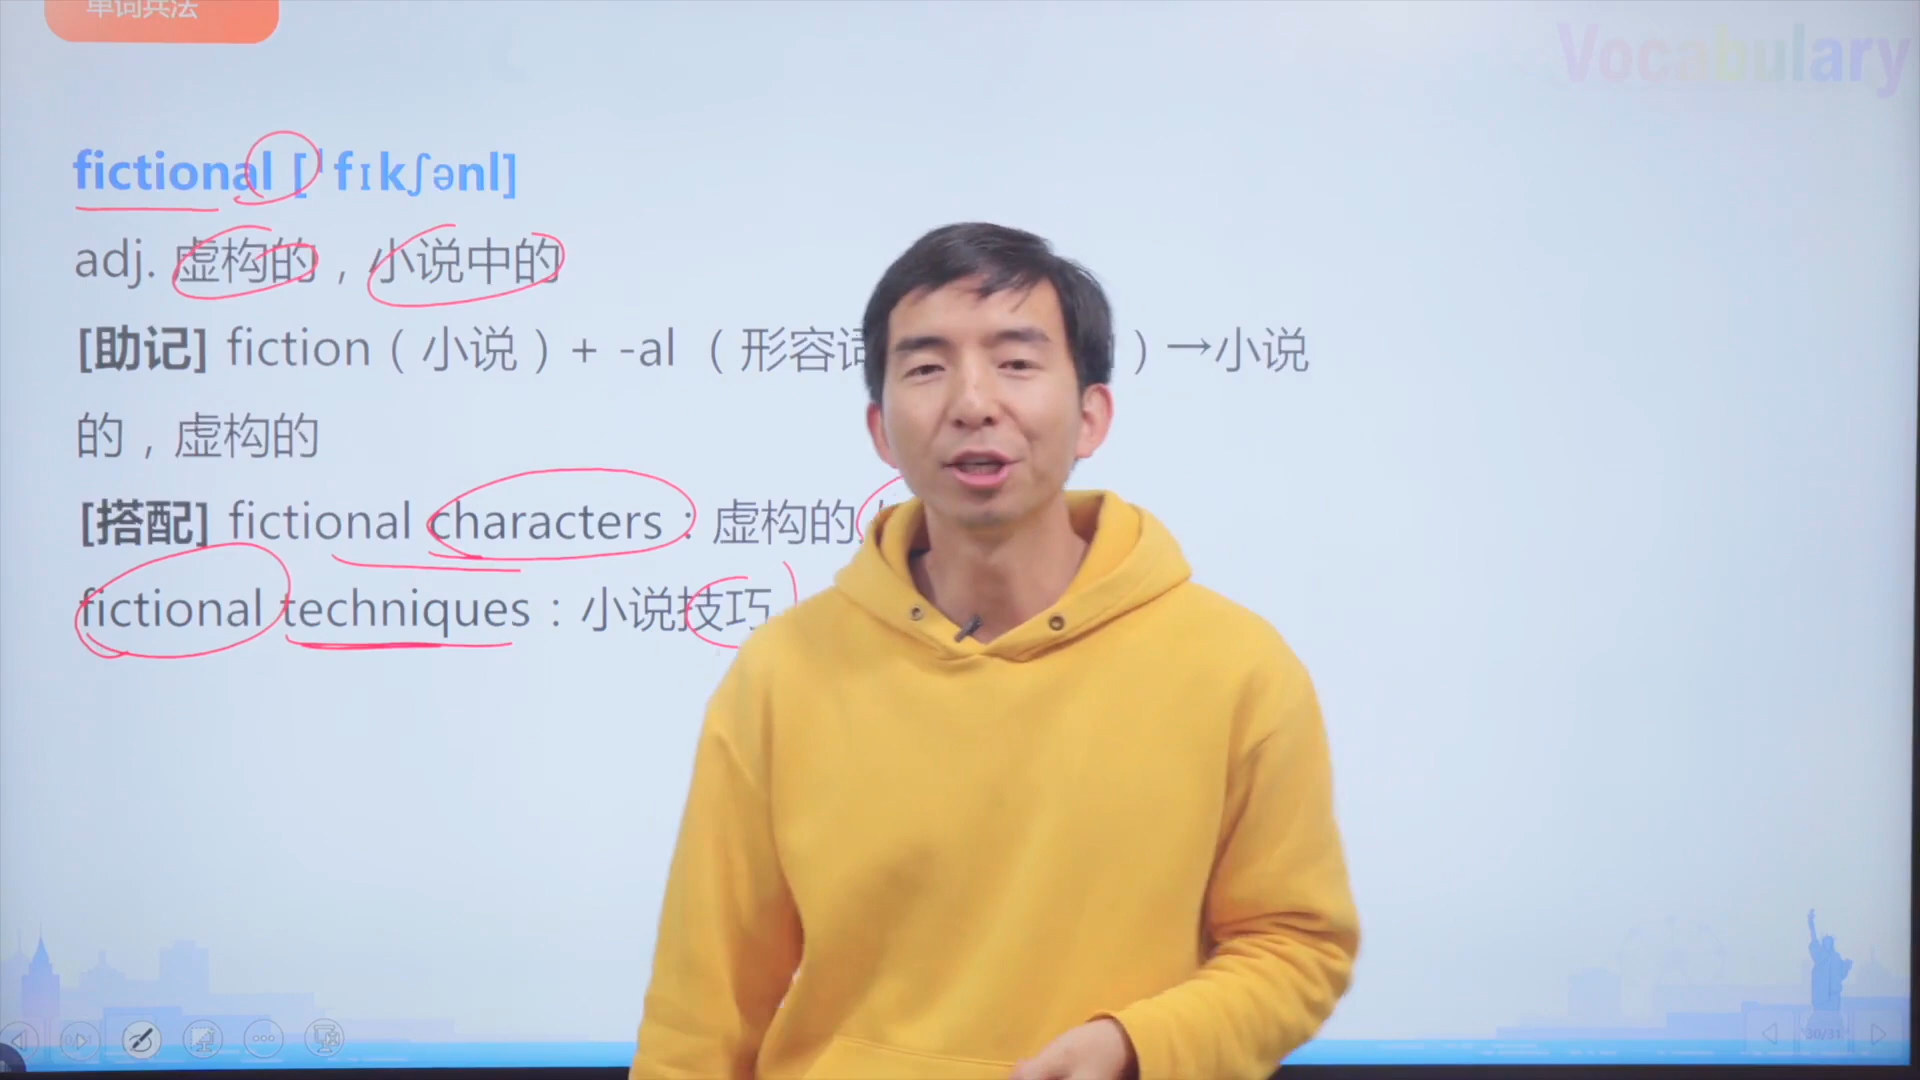 单词兵法
Vocabulary
fictional [ˈfɪkʃənl]
adj. 虚构的，小说中的
[助记] fiction（小说）+ -al （形容词 ）→小说
的，虚构的
[搭配] fictional characters：虚构的
fictional techniques：小说技巧
30/31